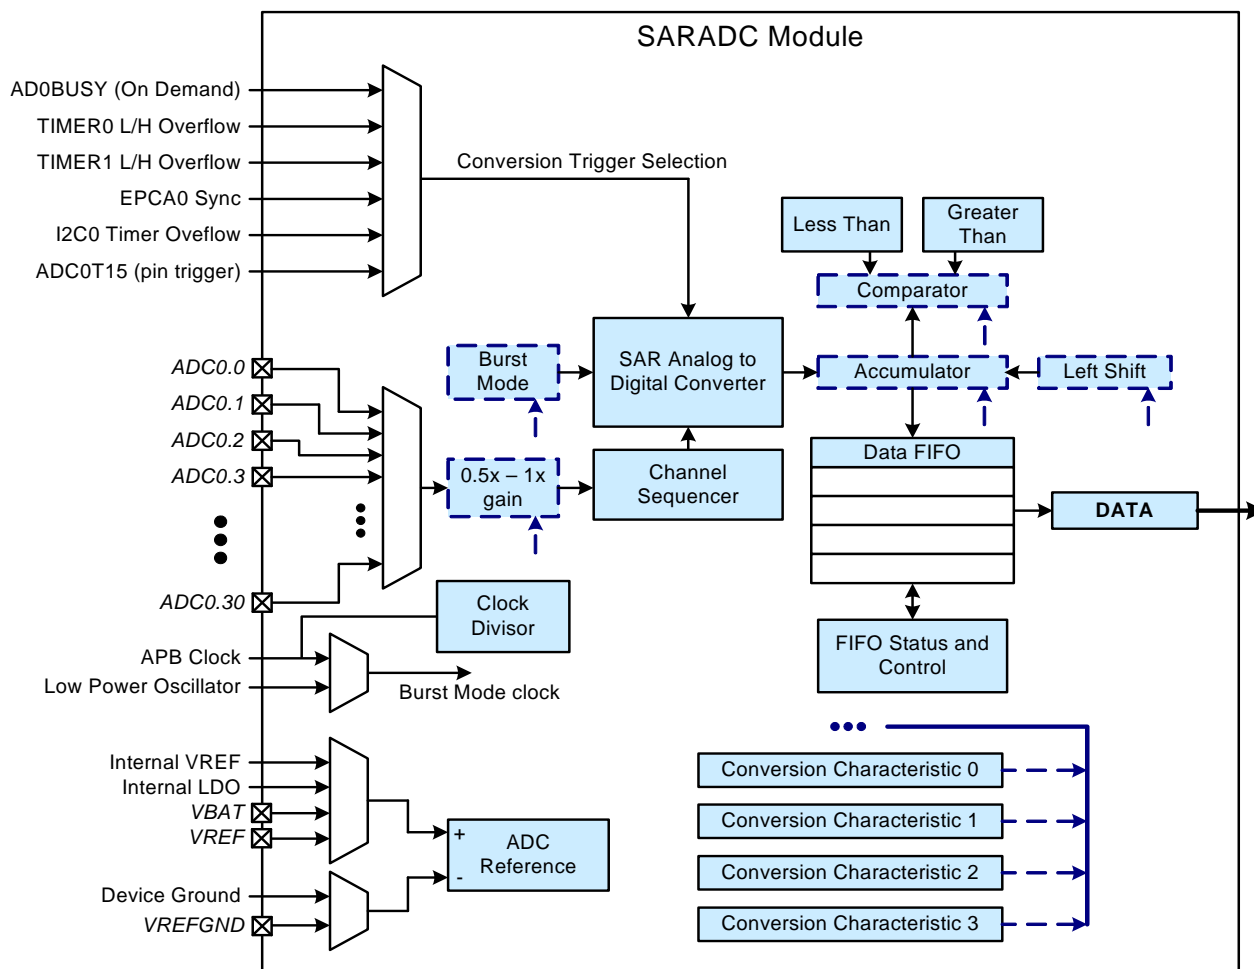 SARADC Module
AD0BUSY (On Demand)
TIMER0 L/H Overflow
TIMER1 L/H Overflow
EPCA0 Sync
I2C0 Timer Oveflow
ADC0T15 (pin trigger)
Conversion Trigger Selection
Less Than
Greater
Than
Comparator
ADC0.0
ADC0.1
ADC0.2
ADC0.3
ADC0.30
Burst
Mode
SAR Analog to
Digital Converter
Accumulator
Left Shift
0.5x – 1x
gain
Channel
Sequencer
Data FIFO
DATA
Clock
Divisor
FIFO Status and
Control
APB Clock
Low Power Oscillator
Burst Mode clock
Internal VREF
Internal LDO
VBAT
VREF
Device Ground
VREFGND
+
-
ADC
Reference
Conversion Characteristic 0
Conversion Characteristic 1
Conversion Characteristic 2
Conversion Characteristic 3